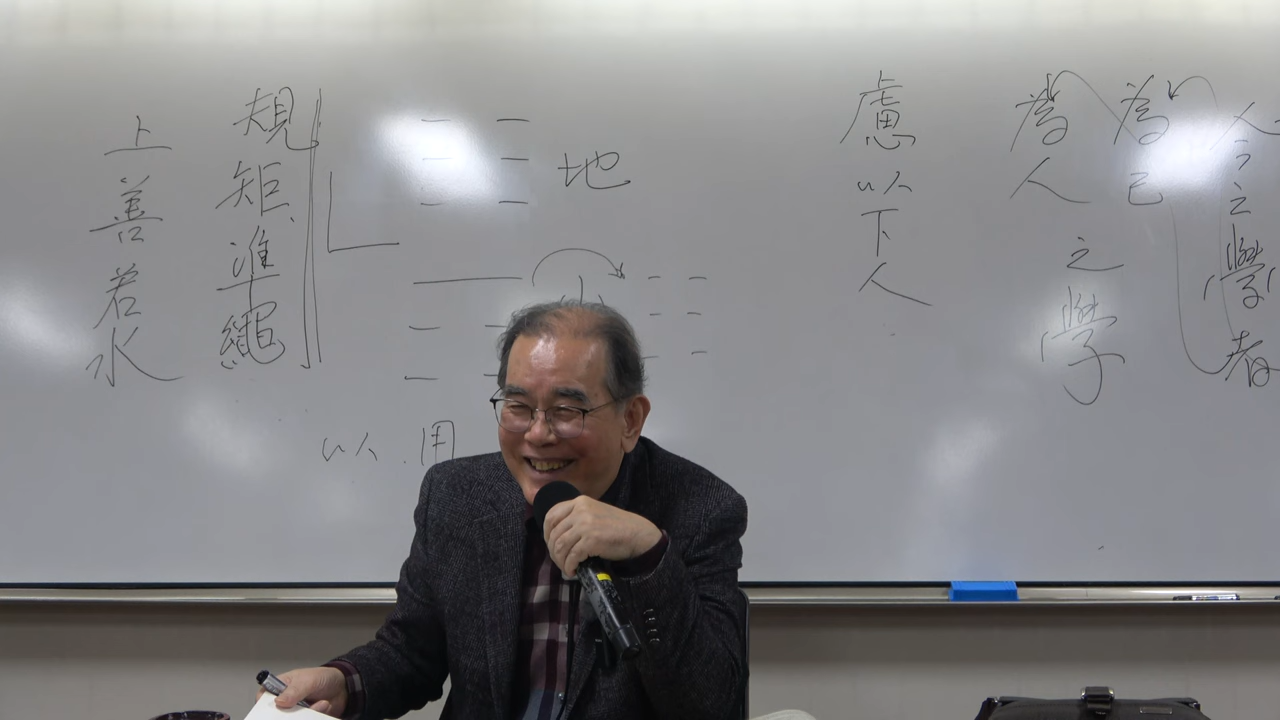 今之學者
為己
為人之學
慮以下人
地
以用
規矩準繩
上善若水